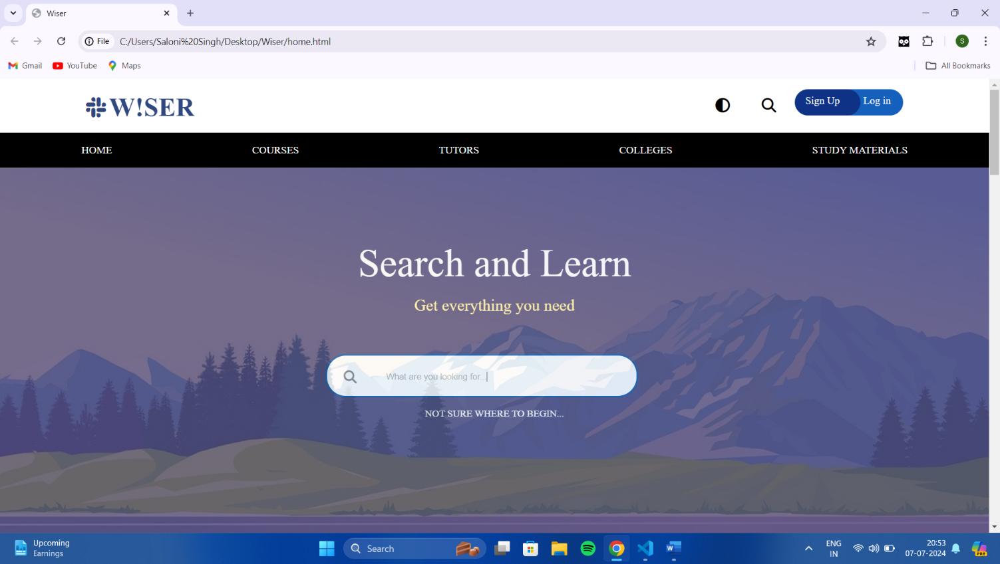 Wiser
File C:/Users/Saloni%20Singh/Desktop/Wiser/home.html
S
Gmail YouTube Maps All Bookmarks
W!SER
Sign Up Log in
HOME COURSES TUTORS COLLEGES STUDY MATERIALS
Search and Learn
Get everything you need
What are you looking for...
NOT SURE WHERE TO BEGIN...
Upcoming
Earnings
Search
W
ENG
IN
20:53
07-07-2024
PRE